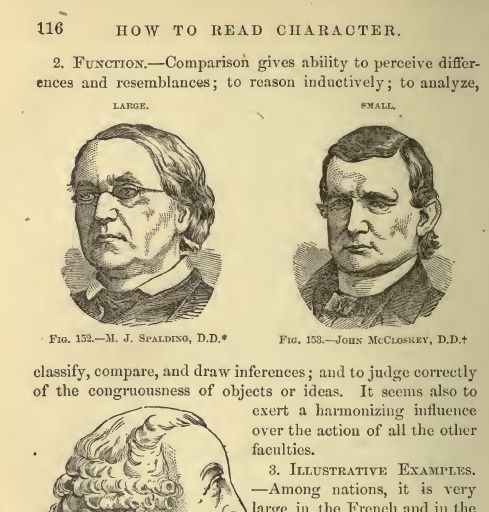 116 HOW TO READ CHARACTER.
2. FUNCTION.—Comparison gives ability to perceive differ-
ences and resemblances; to reason inductively; to analyze,
LARGE. SMALL.
FIG. 152.—M. J. SPALDING, D.D.* FIG. 153.—JOHN MCCLOSKEY, D.D.†
classify, compare, and draw inferences; and to judge correctly
of the congruousness of objects or ideas. It seems also to
exert a harmonizing influence
over the action of all the other
faculties.
3. ILLUSTRATIVE EXAMPLES.
—Among nations, it is very
large in the French and in the